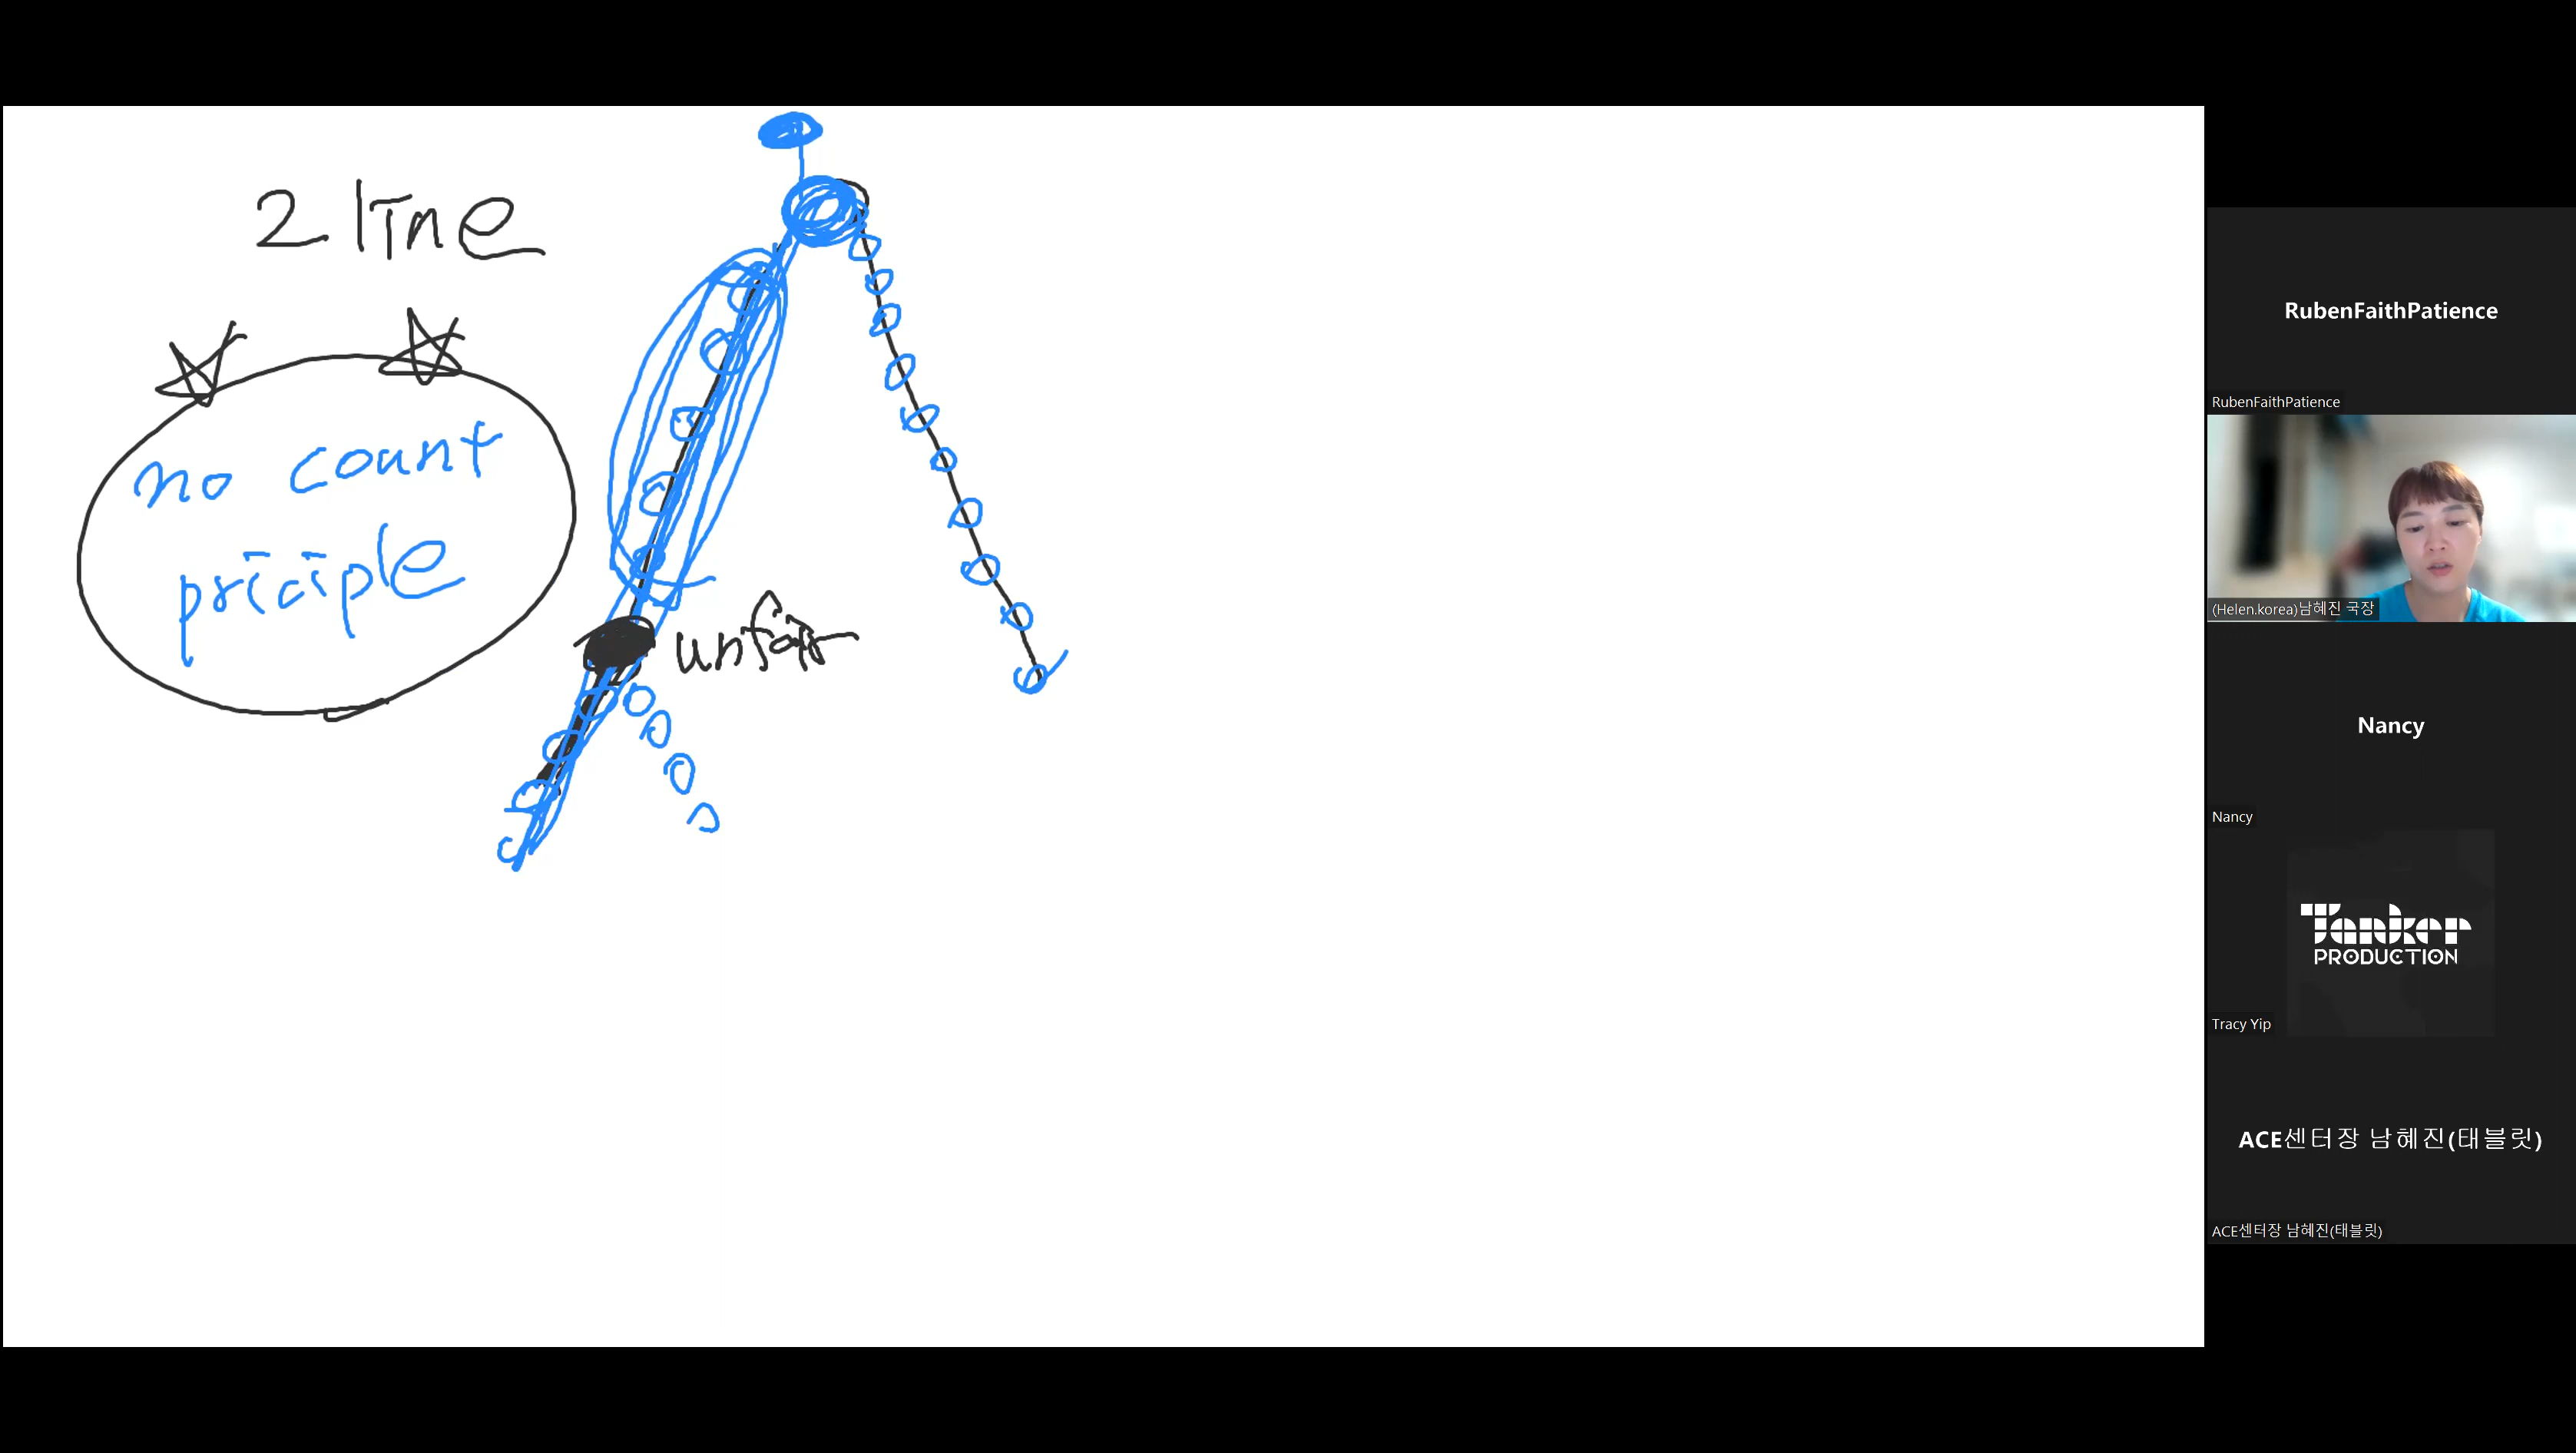 2 line
no count
priciple
unfair
RubenFaithPatience
RubenFaithPatience
(Helen.korea)남혜진 국장
Nancy
Nancy
Tanker
PRODUCTION
Tracy Yip
ACE센터장 남혜진(태블릿)
ACE센터장 남혜진(태블릿)